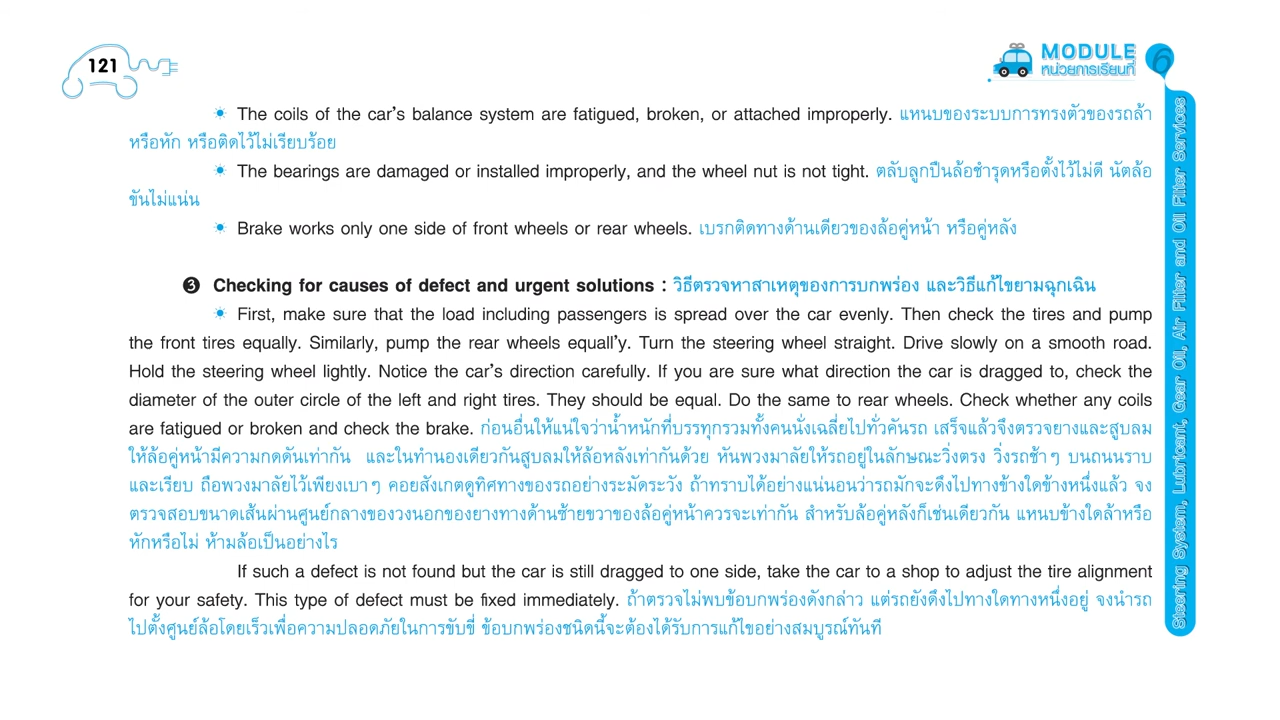 121
MODULE
หน่วยการเรียนที่
6
The coils of the car's balance system are fatigued, broken, or attached improperly. แหนบของระบบการทรงตัวของรถล้า
หรือหัก หรือติดไว้ไม่เรียบร้อย
The bearings are damaged or installed improperly, and the wheel nut is not tight. ตลับลูกปืนล้อชำรุดหรือตั้งไว้ไม่ดี นัตล้อ
ขันไม่แน่น
Brake works only one side of front wheels or rear wheels. เบรกติดทางด้านเดียวของล้อคู่หน้า หรือคู่หลัง
❸ Checking for causes of defect and urgent solutions : วิธีตรวจหาสาเหตุของการบกพร่อง และวิธีแก้ไขยามฉุกเฉิน
First, make sure that the load including passengers is spread over the car evenly. Then check the tires and pump
the front tires equally. Similarly, pump the rear wheels equall'y. Turn the steering wheel straight. Drive slowly on a smooth road.
Hold the steering wheel lightly. Notice the car's direction carefully. If you are sure what direction the car is dragged to, check the
diameter of the outer circle of the left and right tires. They should be equal. Do the same to rear wheels. Check whether any coils
are fatigued or broken and check the brake. ก่อนอื่นให้แน่ใจว่าน้ำหนักที่บรรทุกรวมทั้งคนนั่งเฉลี่ยไปทั่วคันรถ เสร็จแล้วจึงตรวจยางและสูบลม
ให้ล้อคู่หน้ามีความกดดันเท่ากัน และในทำนองเดียวกันสูบลมให้ล้อหลังเท่ากันด้วย หันพวงมาลัยให้รถอยู่ในลักษณะวิ่งตรง วิ่งรถช้าๆ บนถนนราบ
และเรียบ ถือพวงมาลัยไว้เพียงเบาๆ คอยสังเกตดูทิศทางของรถอย่างระมัดระวัง ถ้าทราบได้อย่างแน่นอนว่ารถมักจะดึงไปทางข้างใดข้างหนึ่งแล้ว จง
ตรวจสอบขนาดเส้นผ่านศูนย์กลางของวงนอกของยางทางด้านซ้ายขวาของล้อคู่หน้าควรจะเท่ากัน สำหรับล้อคู่หลังก็เช่นเดียวกัน แหนบข้างใดล้าหรือ
หักหรือไม่ ห้ามล้อเป็นอย่างไร
If such a defect is not found but the car is still dragged to one side, take the car to a shop to adjust the tire alignment
for your safety. This type of defect must be fixed immediately. ถ้าตรวจไม่พบข้อบกพร่องดังกล่าว แต่รถยังดึงไปทางใดทางหนึ่งอยู่ จงนำรถ
ไปตั้งศูนย์ล้อโดยเร็วเพื่อความปลอดภัยในการขับขี่ ข้อบกพร่องชนิดนี้จะต้องได้รับการแก้ไขอย่างสมบูรณ์ทันที
Steering System, Lubricant, Gear Oil, Air Filter and Oil Filter Services